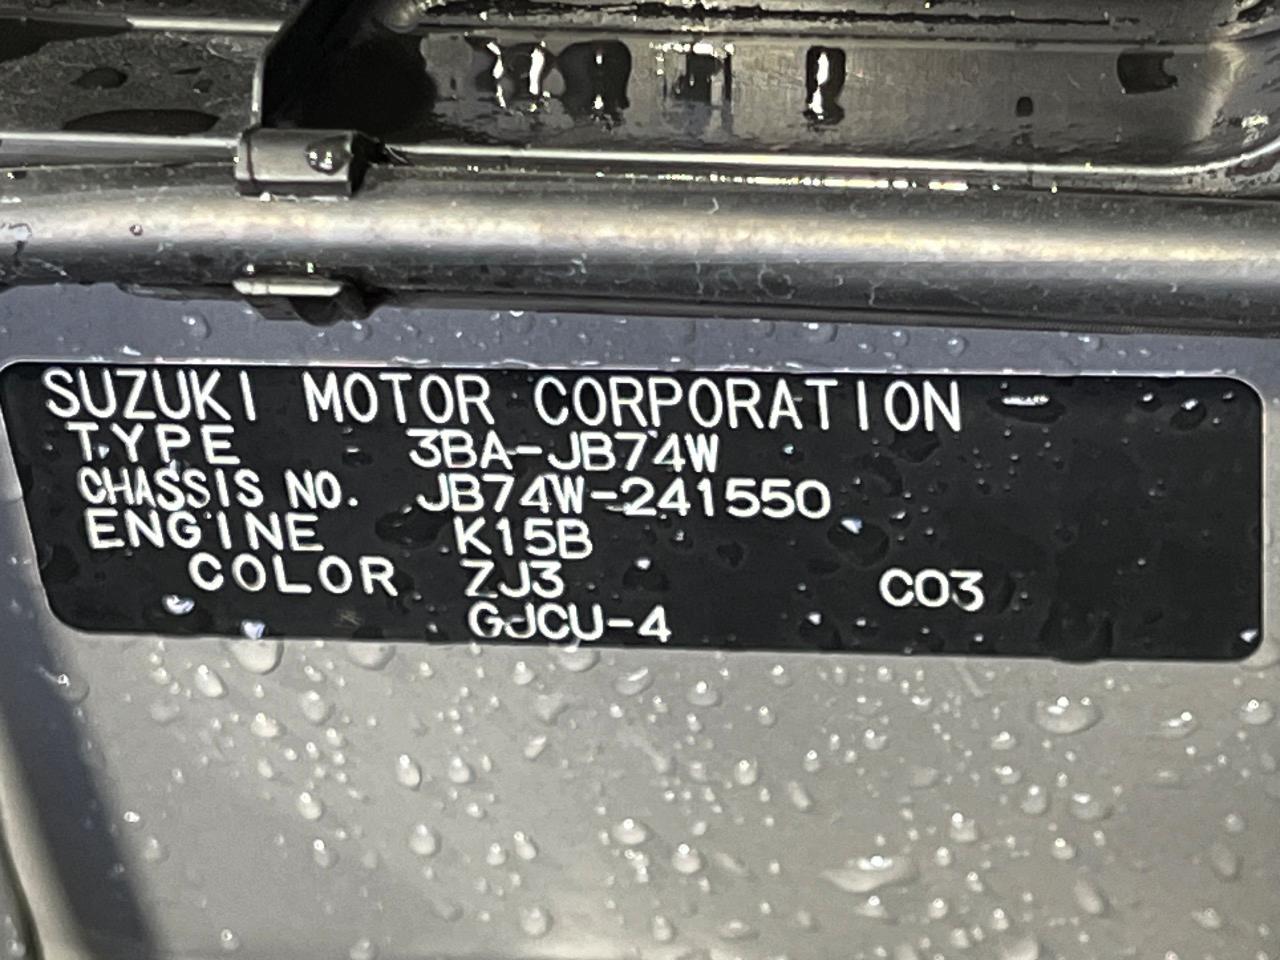 SUZUKI MOTOR CORPORATION
TYPE 3BA-JB74W
CHASSIS NO. JB74W-241550
ENGINE K15B
COLOR ZJ3 C03
GJCU-4